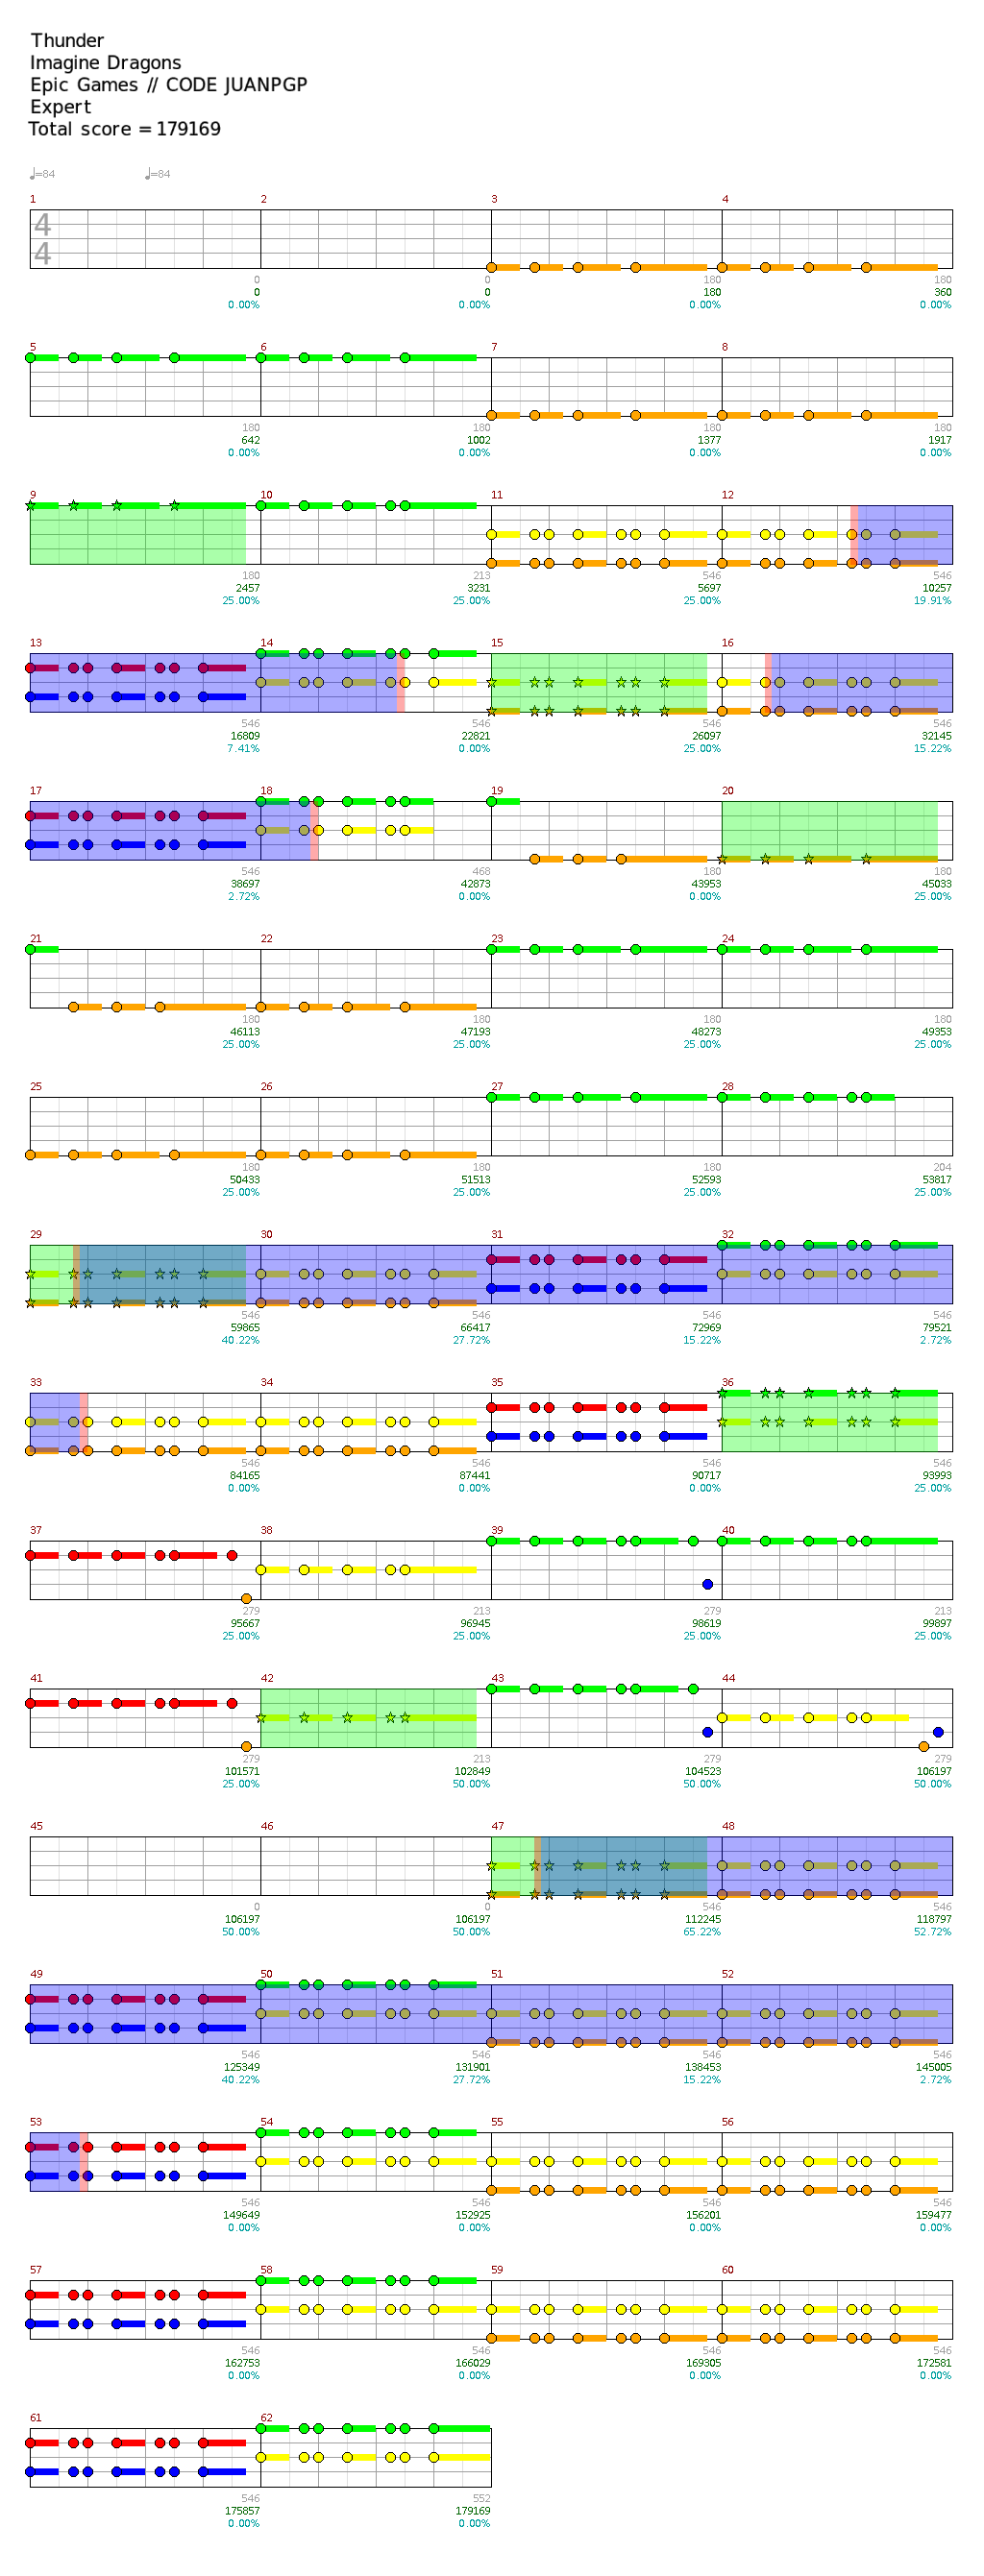 Thunder
Imagine Dragons
Epic Games // CODE JUANPGP
Expert
Total score = 179169
♩=84 ♩=84
1 2 3 4
4
4
0 0 180 180
0 0 180 360
0.00% 0.00% 0.00% 0.00%
5 6 7 8
180 180 180 180
642 1002 1377 1917
0.00% 0.00% 0.00% 0.00%
9 10 11 12
180 213 546 546
2457 3231 5697 10257
25.00% 25.00% 25.00% 19.91%
13 14 15 16
546 546 546 546
16809 22821 26097 32145
7.41% 0.00% 25.00% 15.22%
17 18 19 20
546 468 180 180
38697 42873 43953 45033
2.72% 0.00% 0.00% 25.00%
21 22 23 24
180 180 180 180
46113 47193 48273 49353
25.00% 25.00% 25.00% 25.00%
25 26 27 28
180 180 180 204
50433 51513 52593 53817
25.00% 25.00% 25.00% 25.00%
29 30 31 32
546 546 546 546
59865 66417 72969 79521
40.22% 27.72% 15.22% 2.72%
33 34 35 36
546 546 546 546
84165 87441 90717 93993
0.00% 0.00% 0.00% 25.00%
37 38 39 40
279 213 279 213
95667 96945 98619 99897
25.00% 25.00% 25.00% 25.00%
41 42 43 44
279 213 279 279
101571 102849 104523 106197
25.00% 50.00% 50.00% 50.00%
45 46 47 48
0 0 546 546
106197 106197 112245 118797
50.00% 50.00% 65.22% 52.72%
49 50 51 52
546 546 546 546
125349 131901 138453 145005
40.22% 27.72% 15.22% 2.72%
53 54 55 56
546 546 546 546
149649 152925 156201 159477
0.00% 0.00% 0.00% 0.00%
57 58 59 60
546 546 546 546
162753 166029 169305 172581
0.00% 0.00% 0.00% 0.00%
61 62
546 552
175857 179169
0.00% 0.00%